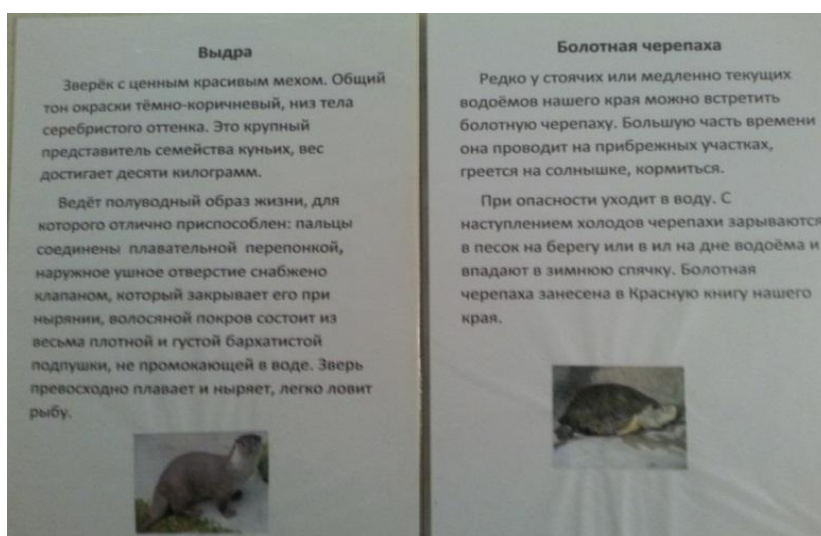 Выдра
Зверёк с ценным красивым мехом. Общий
тон окраски тёмно-коричневый, низ тела
серебристого оттенка. Это крупный
представитель семейства куньих, вес
достигает десяти килограмм.
Ведёт полуводный образ жизни, для
которого отлично приспособлен: пальцы
соединены плавательной перепонкой,
наружное ушное отверстие снабжено
клапаном, который закрывает его при
нырянии, волосяной покров состоит из
весьма плотной и густой бархатистой
подпушки, не промокающей в воде. Зверь
превосходно плавает и ныряет, легко ловит
рыбу.
Болотная черепаха
Редко у стоячих или медленно текущих
водоёмов нашего края можно встретить
болотную черепаху. Большую часть времени
она проводит на прибрежных участках,
греется на солнышке, кормиться.
При опасности уходит в воду. С
наступлением холодов черепахи зарываются
в песок на берегу или в ил на дне водоёма и
впадают в зимнюю спячку. Болотная
черепаха занесена в Красную книгу нашего
края.